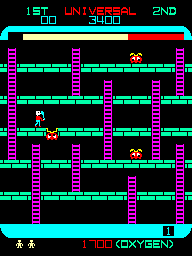 1ST UNIVERSAL 2ND
00 3400
1
1700(OXYGEN)